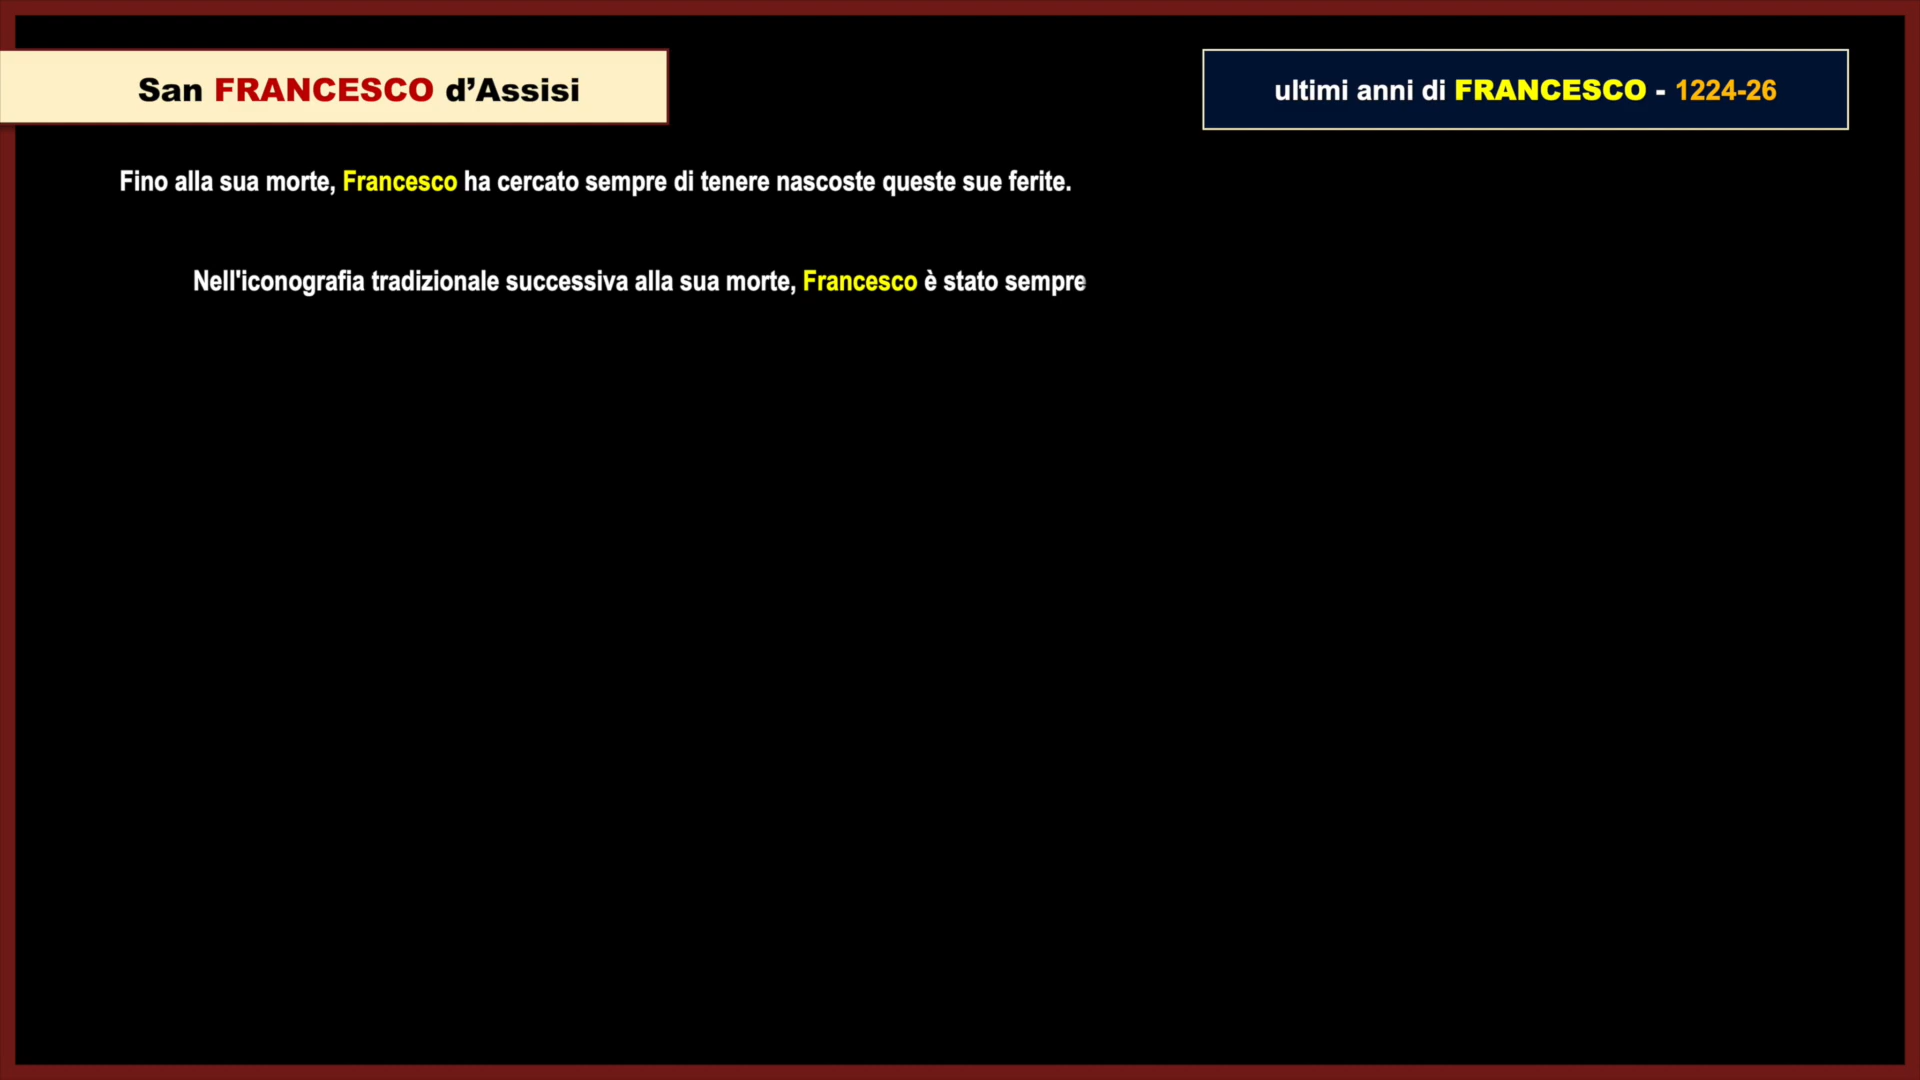 San FRANCESCO d’Assisi
ultimi anni di FRANCESCO - 1224-26
Fino alla sua morte, Francesco ha cercato sempre di tenere nascoste queste sue ferite.
Nell'iconografia tradizionale successiva alla sua morte, Francesco è stato sempre